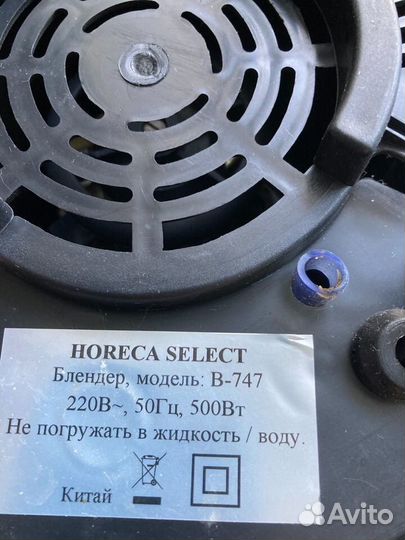 HORECA SELECT
Блендер, модель: В-747
220В~, 50Гц, 500Вт
Не погружать в жидкость / воду.
Китай
Avito